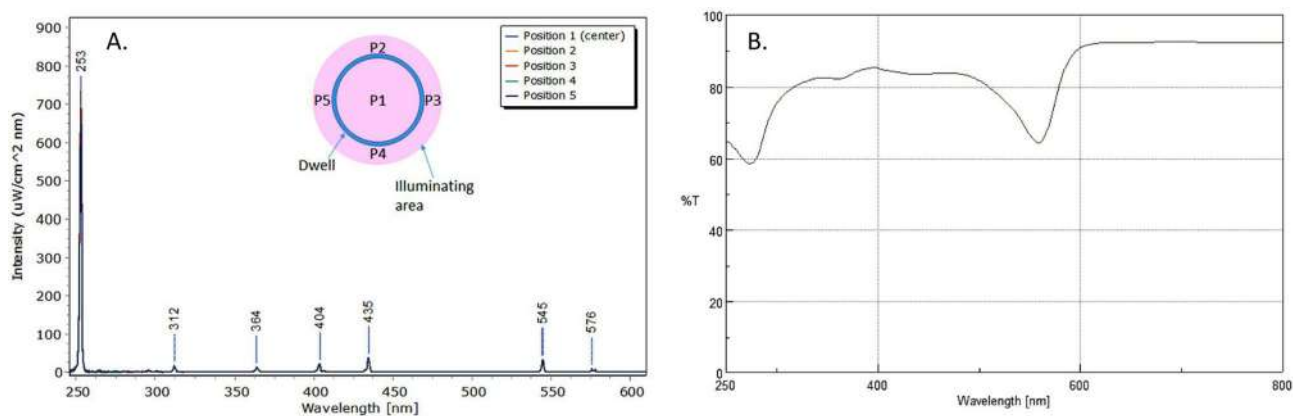 A.
Intensity (uW/cm^2 nm)
900
800
700
600
500
400
300
200
100
0
253
312
364
404
435
545
576
P2
P5
P1
P3
P4
Dwell
Illuminating
area
Position 1 (center)
Position 2
Position 3
Position 4
Position 5
250
300
350
400
450
500
550
600
Wavelength [nm]
B.
100
80
60
%T
40
20
0
250
400
600
800
Wavelength [nm]